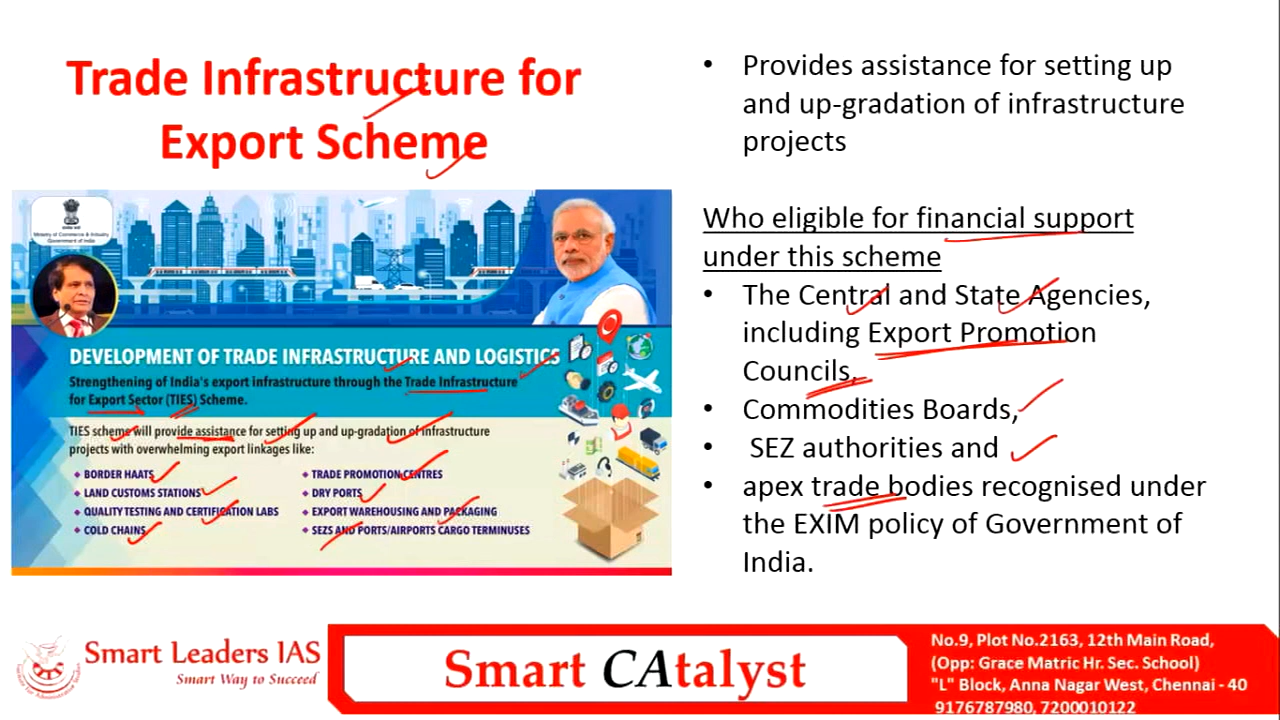 Trade Infrastructure for
Export Scheme
Ministry of Commerce & Industry
Government of India
DEVELOPMENT OF TRADE INFRASTRUCTURE AND LOGISTICS
Strengthening of India's export infrastructure through the Trade Infrastructure
for Export Sector (TIES) Scheme.
TIES scheme will provide assistance for setting up and up-gradation of infrastructure
projects with overwhelming export linkages like:
BORDER HAATS
LAND CUSTOMS STATIONS
QUALITY TESTING AND CERTIFICATION LABS
COLD CHAINS
TRADE PROMOTION CENTRES
DRY PORTS
EXPORT WAREHOUSING AND PACKAGING
SEZS AND PORTS/AIRPORTS CARGO TERMINUSES
• Provides assistance for setting up
and up-gradation of infrastructure
projects
Who eligible for financial support
under this scheme
• The Central and State Agencies,
including Export Promotion
Councils,
• Commodities Boards,
• SEZ authorities and
• apex trade bodies recognised under
the EXIM policy of Government of
India.
Smart Leaders IAS
Smart Way to Succeed
Smart CAtalyst
No.9, Plot No.2163, 12th Main Road,
(Opp: Grace Matric Hr. Sec. School)
"L" Block, Anna Nagar West, Chennai - 40
9176787980, 7200010122